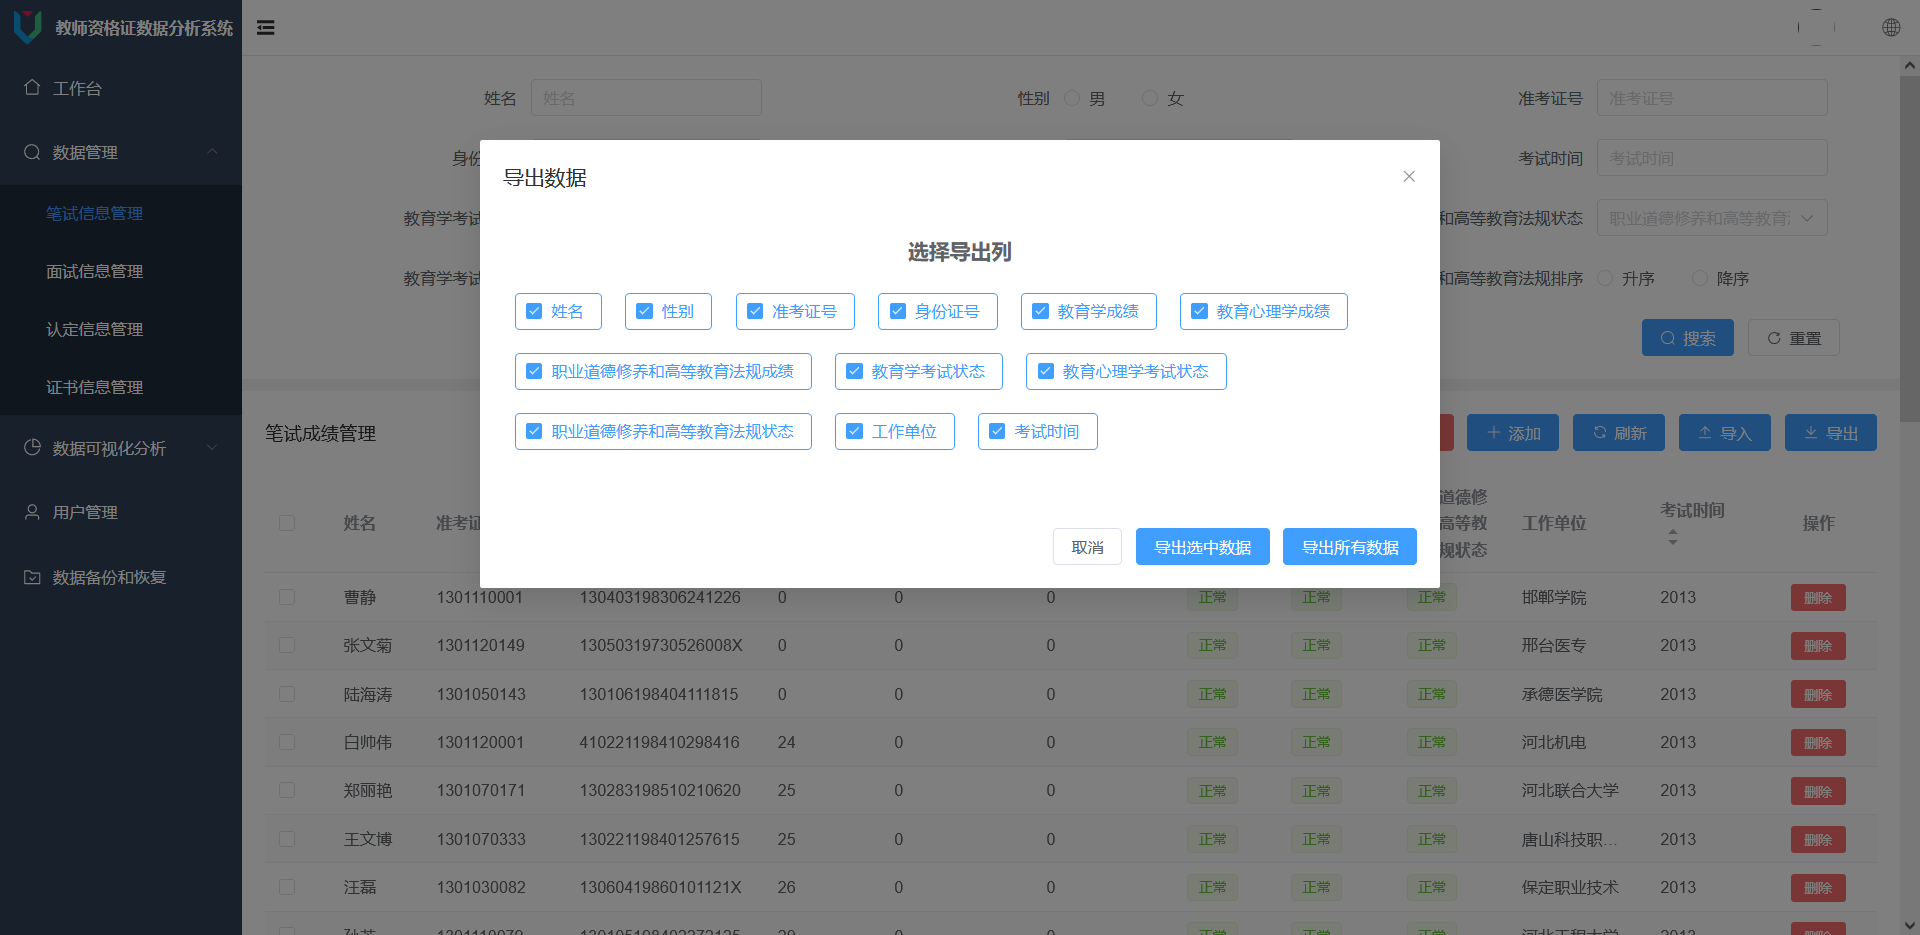 教师资格证数据分析系统
工作台
数据管理
笔试信息管理
面试信息管理
认定信息管理
证书信息管理
数据可视化分析
用户管理
数据备份和恢复
姓名 姓名 性别 男 女 准考证号 准考证号
身份 考试时间 考试时间
教育学考试 和高等教育法规状态 职业道德修养和高等教育
教育学考试 和高等教育法规排序 升序 降序
搜索 重置
导出数据
选择导出列
姓名 性别 准考证号 身份证号 教育学成绩 教育心理学成绩
职业道德修养和高等教育法规成绩 教育学考试状态 教育心理学考试状态
职业道德修养和高等教育法规状态 工作单位 考试时间
取消 导出选中数据 导出所有数据
笔试成绩管理 添加 刷新 导入 导出
姓名 准考证 道德修 高等教 规状态 工作单位 考试时间 操作
曹静 1301110001 130403198306241226 0 0 0 正常 正常 正常 邯郸学院 2013 删除
张文菊 1301120149 13050319730526008X 0 0 0 正常 正常 正常 邢台医专 2013 删除
陆海涛 1301050143 130106198404111815 0 0 0 正常 正常 正常 承德医学院 2013 删除
白帅伟 1301120001 410221198410298416 24 0 0 正常 正常 正常 河北机电 2013 删除
郑丽艳 1301070171 130283198510210620 25 0 0 正常 正常 正常 河北联合大学 2013 删除
王文博 1301070333 130221198401257615 25 0 0 正常 正常 正常 唐山科技职... 2013 删除
汪磊 1301030082 13060419860101121X 26 0 0 正常 正常 正常 保定职业技术 2013 删除